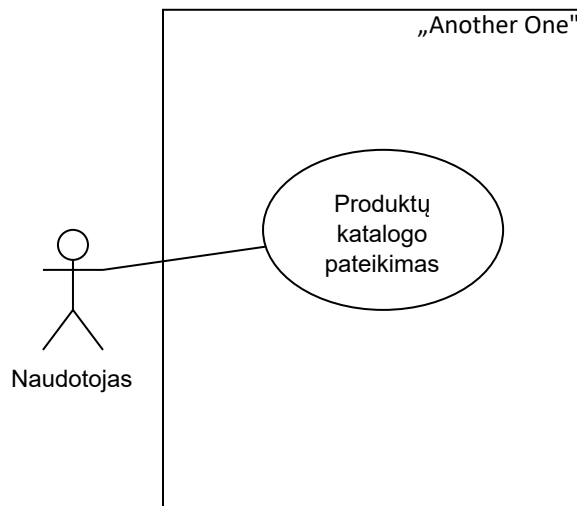 „Another One"
Produktų
katalogo
pateikimas
Naudotojas